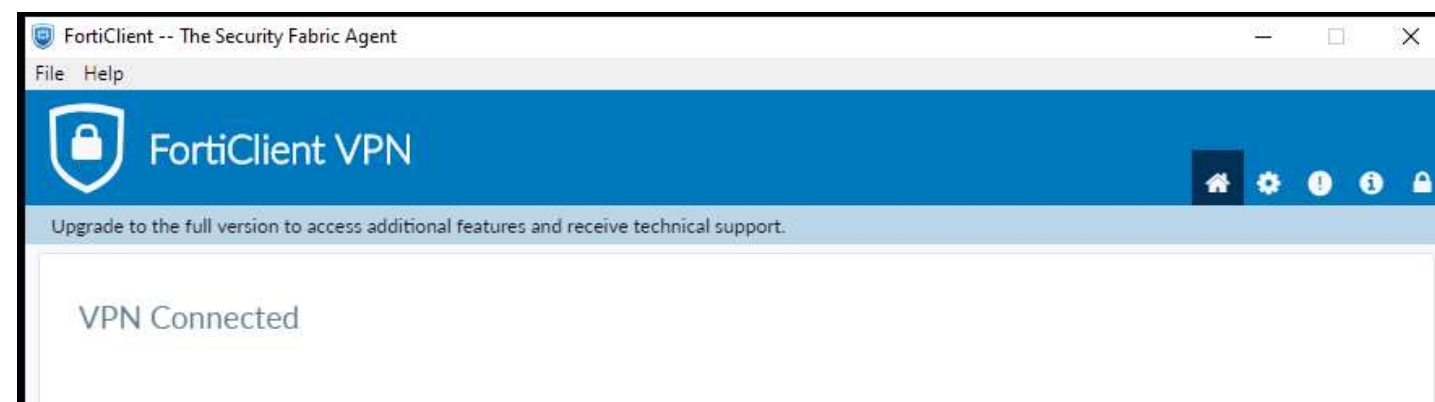 FortiClient -- The Security Fabric Agent
File Help
FortiClient VPN
Upgrade to the full version to access additional features and receive technical support.
VPN Connected